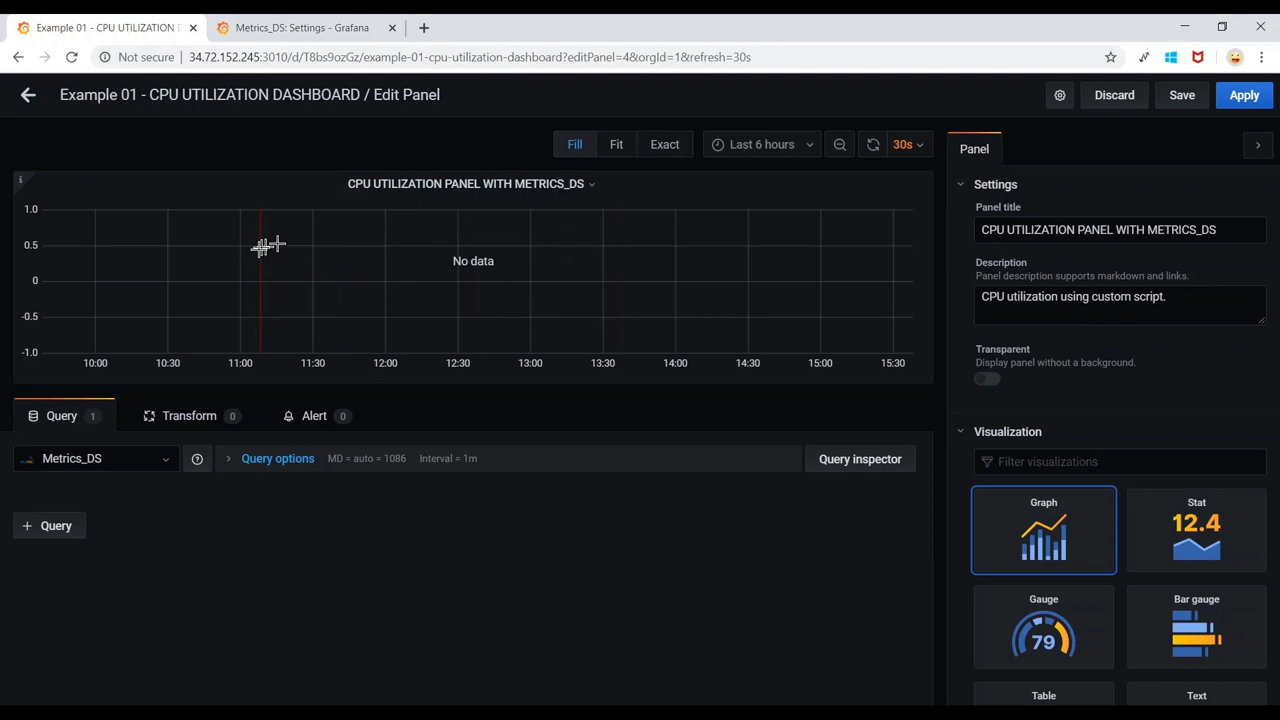 Example 01 - CPU UTILIZATION D
Metrics_DS: Settings - Grafana
Not secure
34.72.152.245:3010/d/T8bs9ozGz/example-01-cpu-utilization-dashboard?editPanel=4&orgId=1&refresh=30s
Example 01 - CPU UTILIZATION DASHBOARD / Edit Panel
Discard
Save
Apply
Fill
Fit
Exact
Last 6 hours
30s
Panel
CPU UTILIZATION PANEL WITH METRICS_DS
1.0
0.5
0
-0.5
-1.0
No data
10:00 10:30 11:00 11:30 12:00 12:30 13:00 13:30 14:00 14:30 15:00 15:30
Settings
Panel title
CPU UTILIZATION PANEL WITH METRICS_DS
Description
Panel description supports markdown and links.
CPU utilization using custom script.
Transparent
Display panel without a background.
Query 1
Transform 0
Alert 0
Metrics_DS
Query options
MD = auto = 1086
Interval = 1m
Query inspector
+ Query
Visualization
Filter visualizations
Graph
Stat
12.4
Gauge
79
Bar gauge
Table
Text